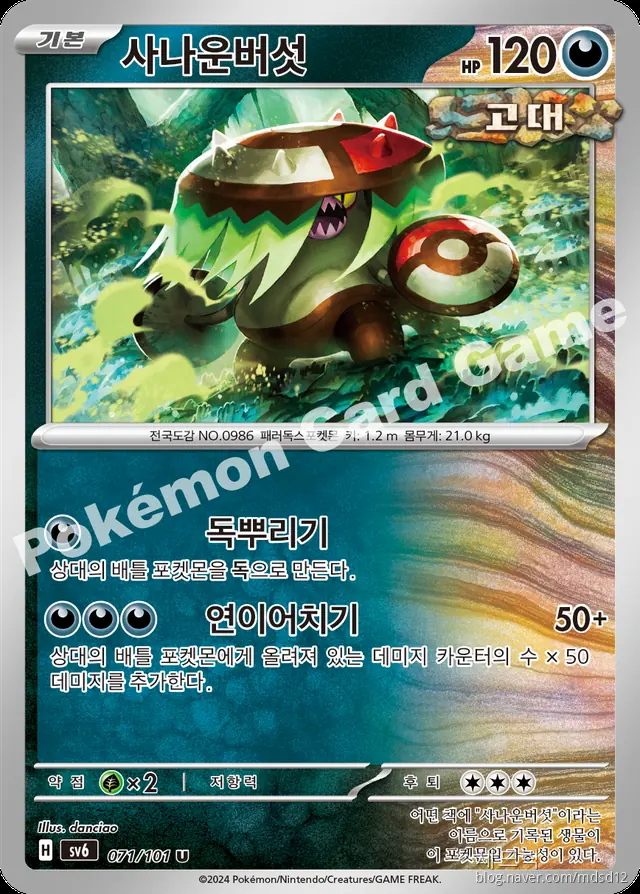 기본 사나운버섯 HP 120
고대
전국도감 NO.0986 패러독스포켓몬 키: 1.2 m 몸무게: 21.0 kg
Pokémon Card Game
독뿌리기
상대의 배틀 포켓몬을 독으로 만든다.
연이어치기 50+
상대의 배틀 포켓몬에게 올려져 있는 데미지 카운터의 수 × 50
데미지를 추가한다.
약점 ×2 저항력 후퇴
어떤 책에 "사나운버섯"이라는
이름으로 기록된 생물이
이 포켓몬일 가능성이 있다.
Illus. danciao
H sv6 071/101 U
©2024 Pokémon/Nintendo/Creatures/GAME FREAK.
blog.naver.com/mdsd12